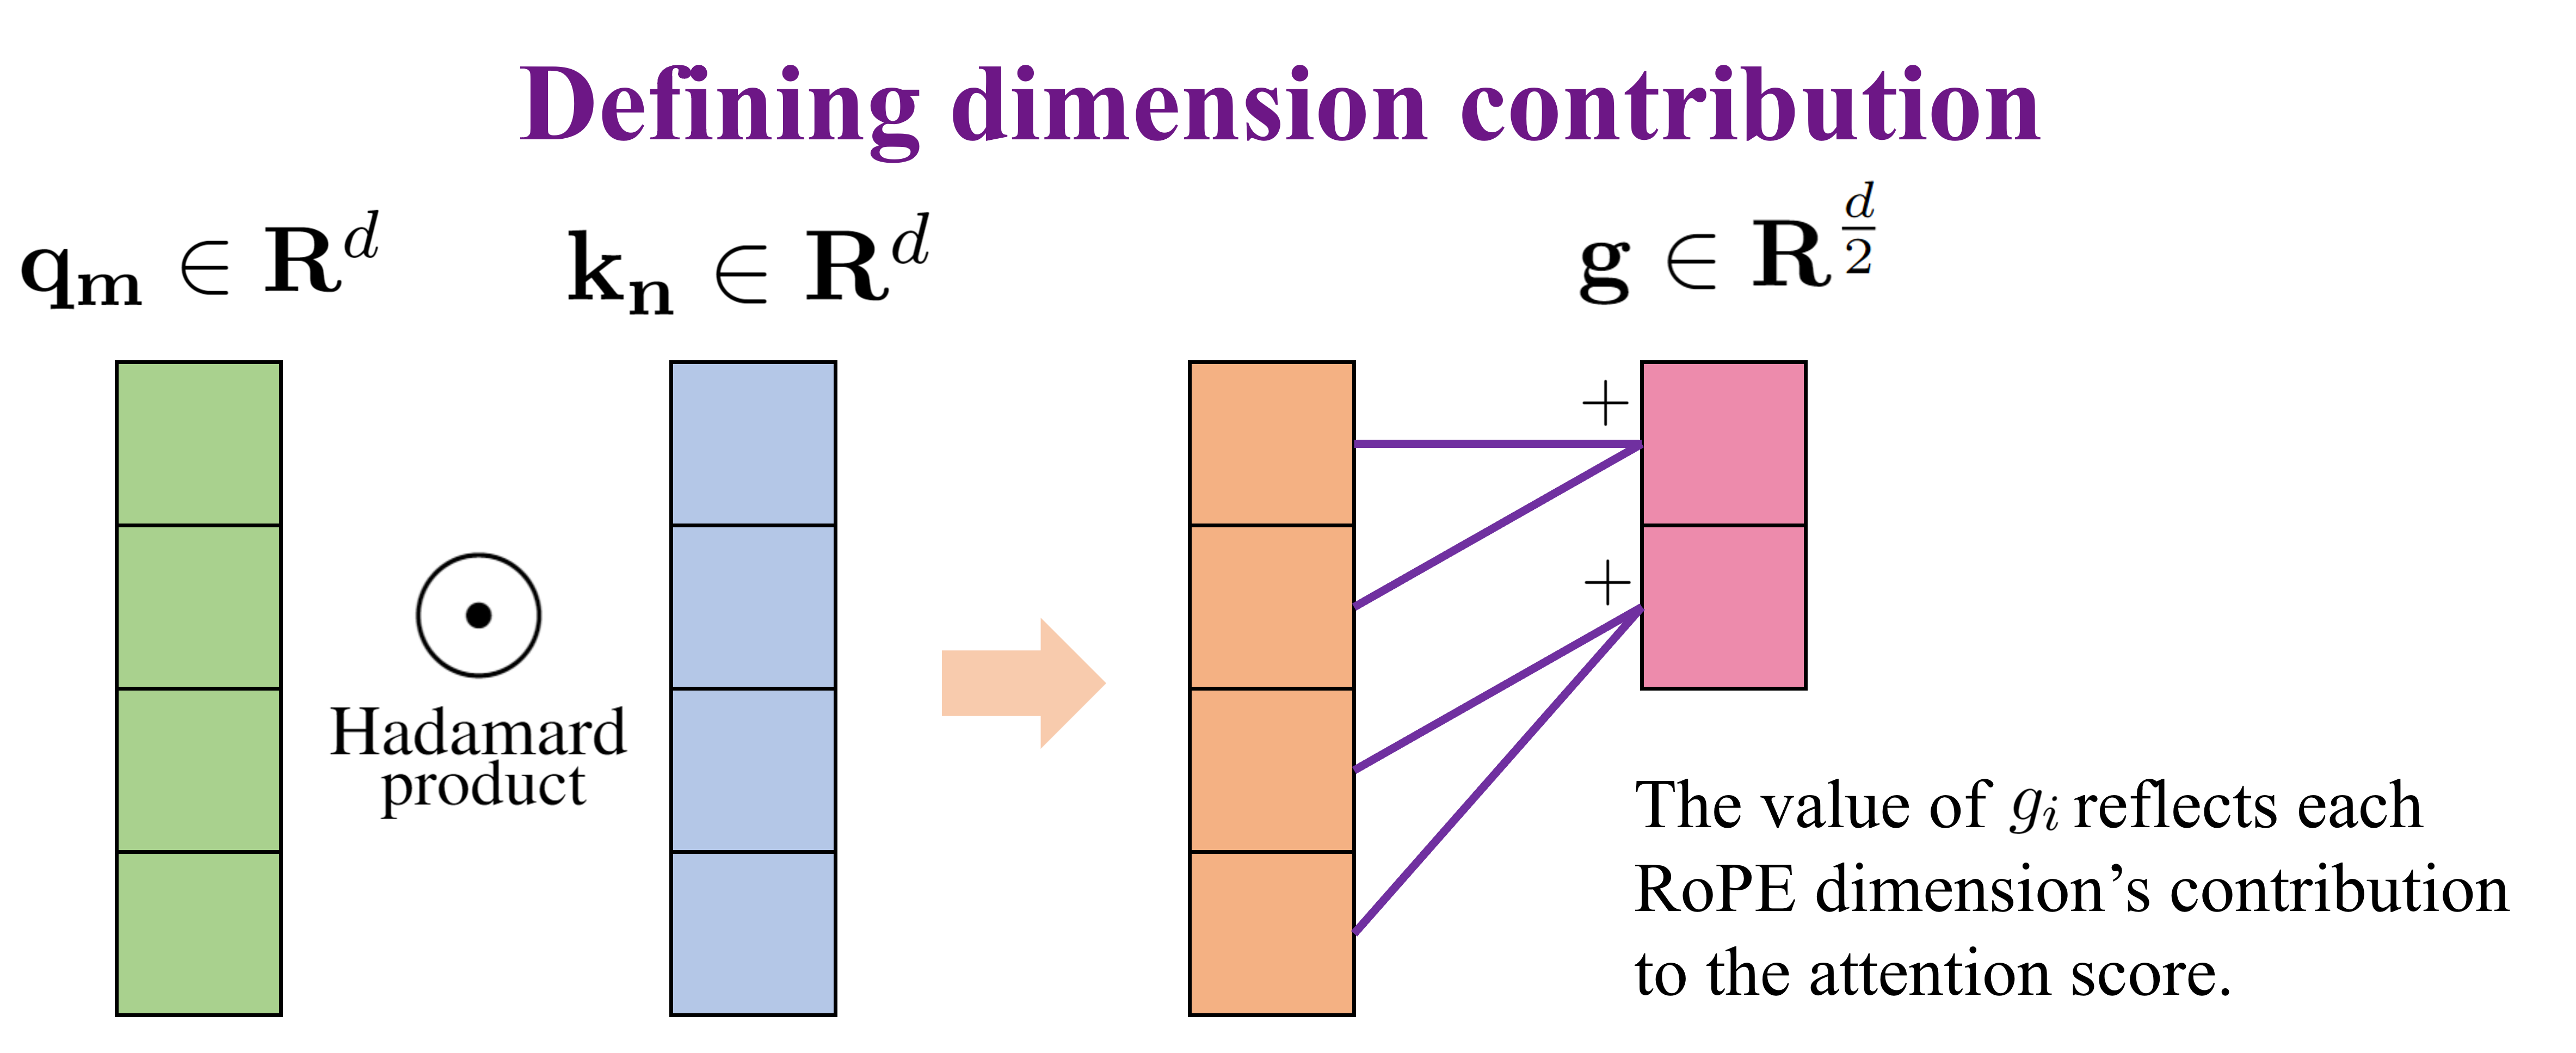 Defining dimension contribution
q_m ∈ R^d
k_n ∈ R^d
g ∈ R^{d/2}
+
+
Hadamard
product
The value of g_i reflects each
RoPE dimension’s contribution
to the attention score.